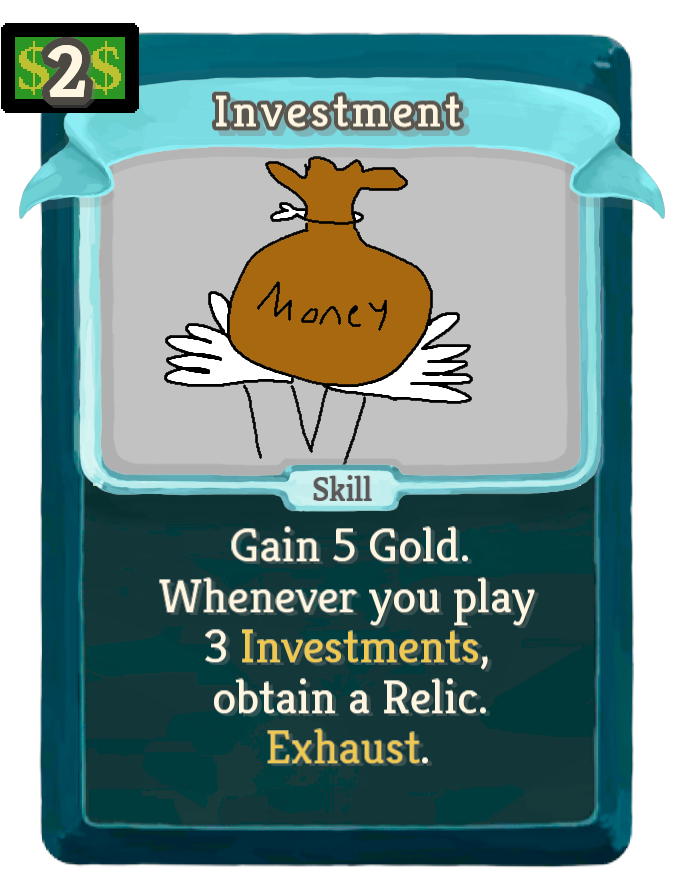 $2$
Investment
Money
Skill
Gain 5 Gold.
Whenever you play
3 Investments,
obtain a Relic.
Exhaust.